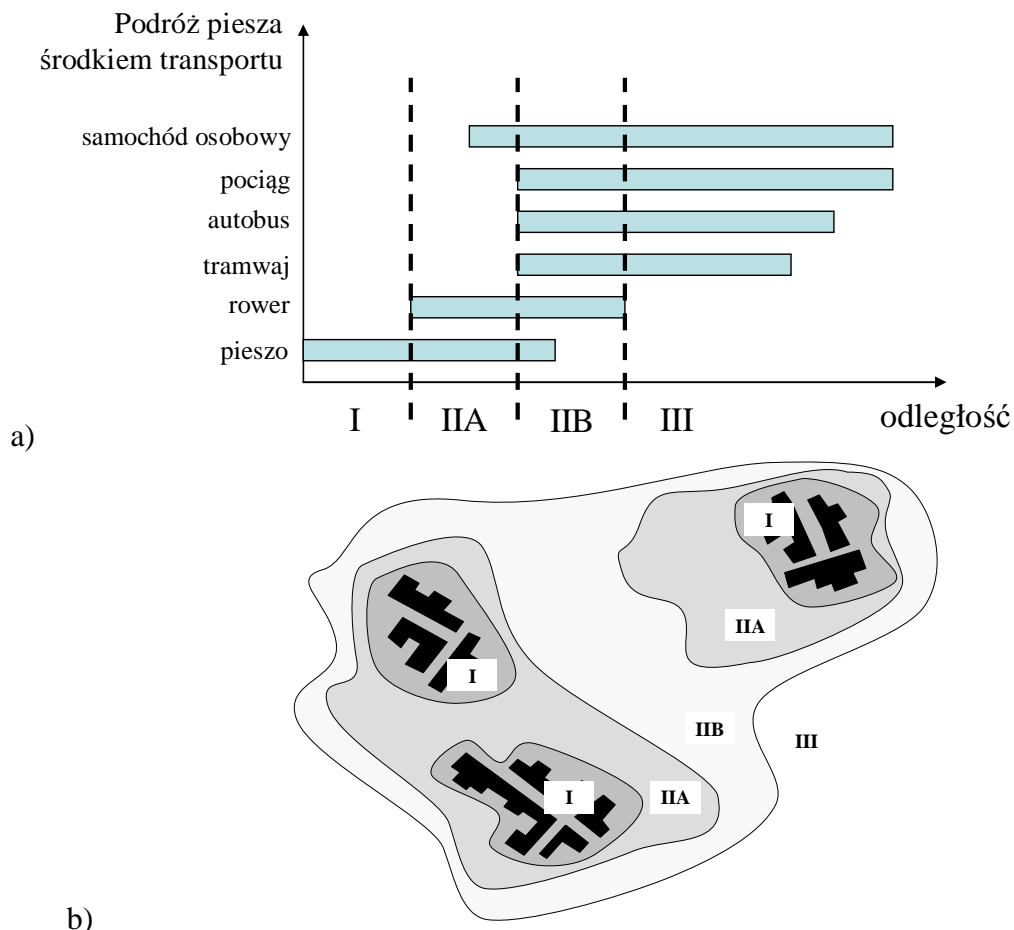 Podróż piesza
środkiem transportu
samochód osobowy
pociąg
autobus
tramwaj
rower
pieszo
I IIA IIB III odległość
a)
I
IIA
I
IIB
III
I
IIA
b)